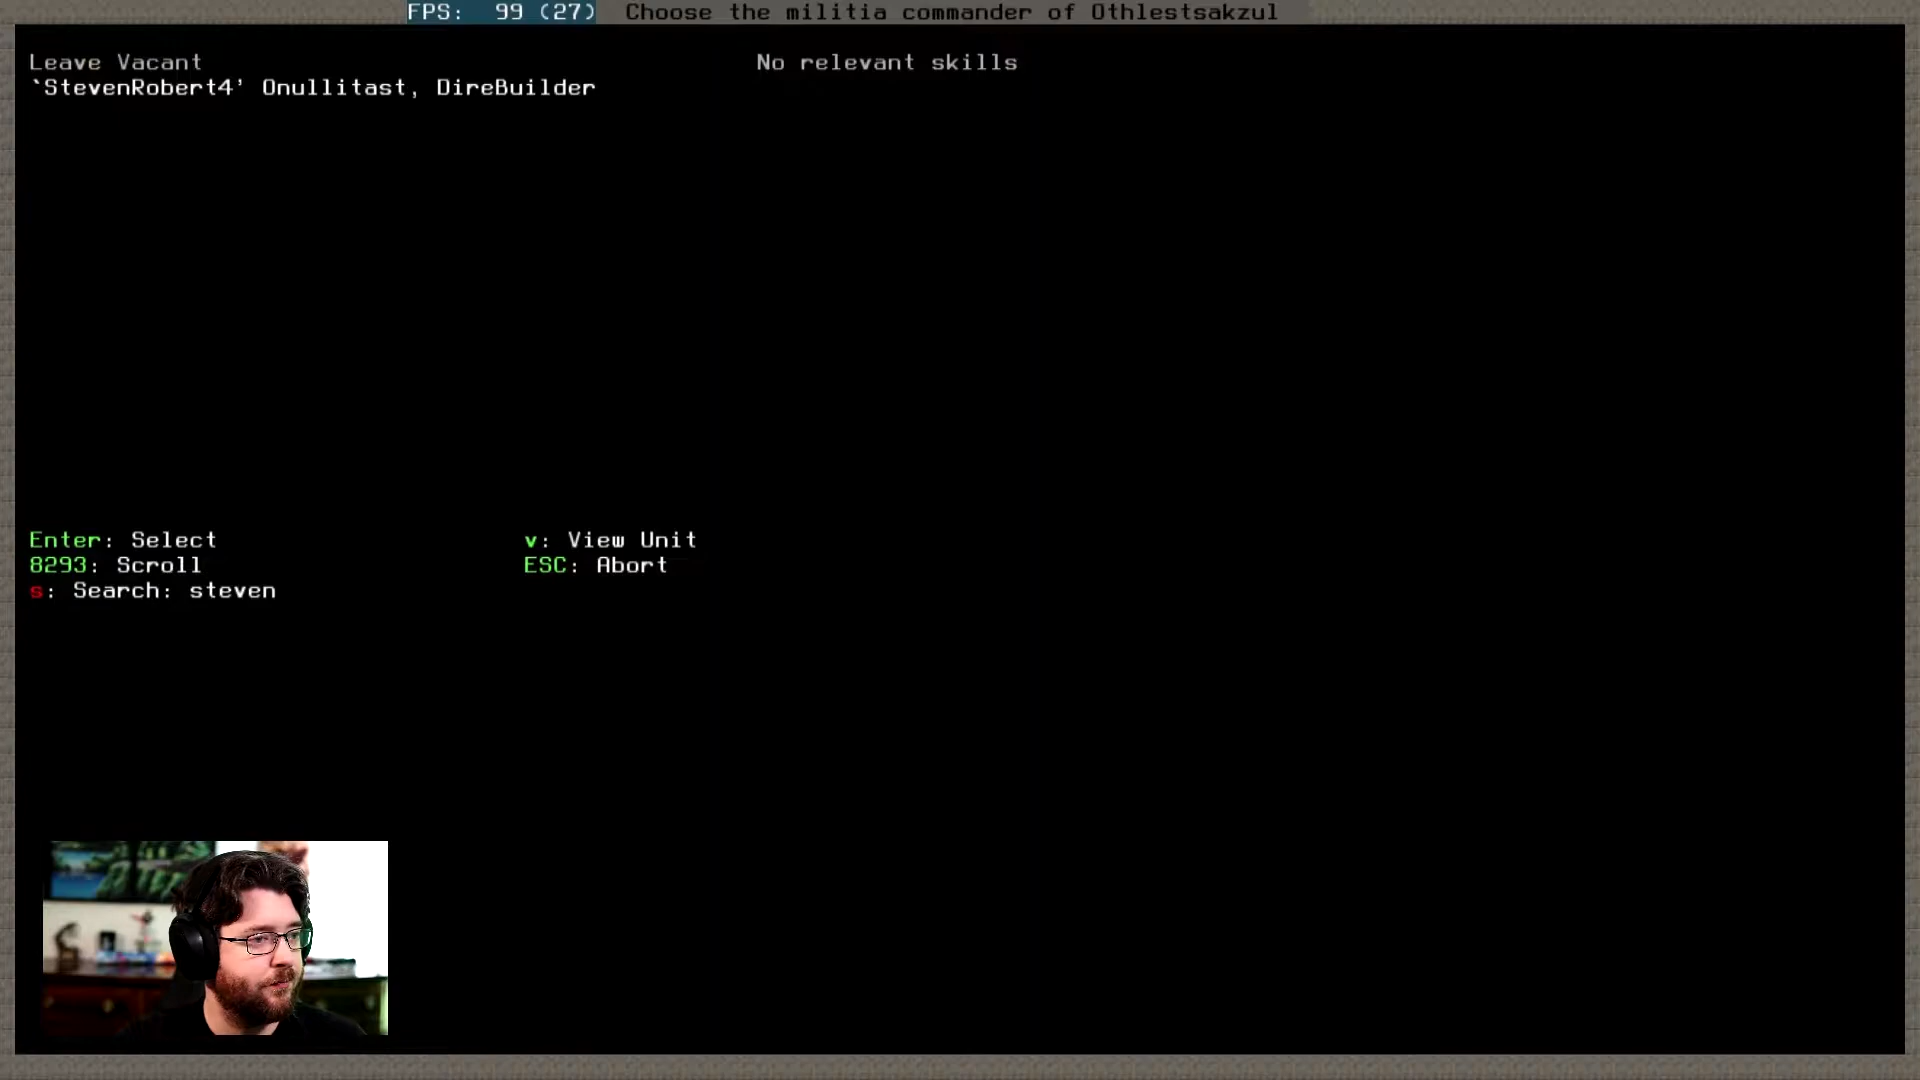 FPS: 99 (27) Choose the militia commander of Othlestsakzul
Leave Vacant No relevant skills
`StevenRobert4' Onullitast, DireBuilder
Enter: Select v: View Unit
8293: Scroll ESC: Abort
s: Search: steven